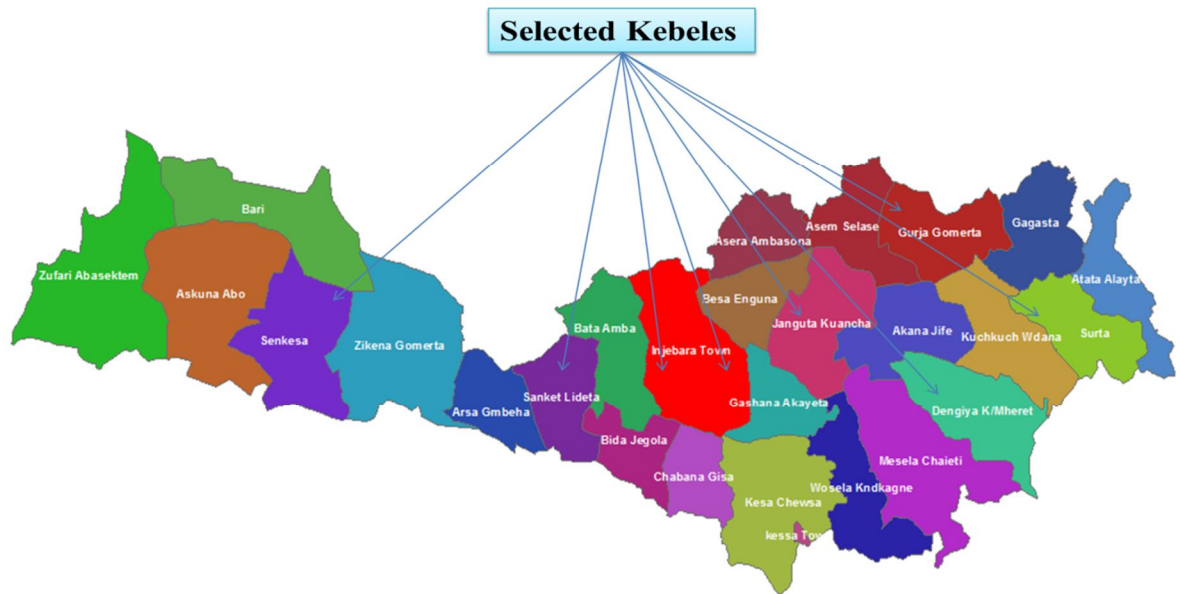 Selected Kebeles
Bari
Gagasta
Asem Selase
Gurja Gomerta
Asera Ambasona
Zufari Abasektem
Atata Alayta
Askuna Abo
Besa Enguna
Janguta Kuancha
Bata Amba
Akana Jife
Kuchkuch Wdana
Surta
Senkesa
Zikena Gomerta
Injebara Town
Sanket Lideta
Gashana Akayeta
Arsa Gmbeha
Dengiya K/Mheret
Bida Jegola
Mesela Chaieti
Chabana Gisa
Wosela Kndkagne
Kesa Chewsa
kessa Tov